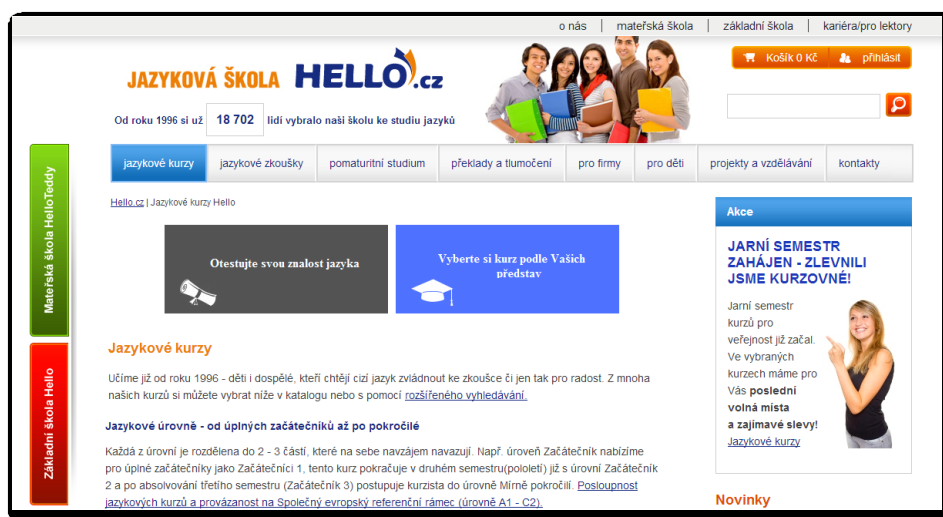 o nás | mateřská škola | základní škola | kariéra/pro lektory
JAZYKOVÁ ŠKOLA HELLO.cz
Košík 0 Kč přihlásit
Od roku 1996 si už 18 702 lidí vybralo naši školu ke studiu jazyků
jazykové kurzy jazykové zkoušky pomaturitní studium překlady a tlumočení pro firmy pro děti projekty a vzdělávání kontakty
Mateřská škola HelloTeddy
Základní škola Hello
Hello.cz | Jazykové kurzy Hello
Otestujte svou znalost jazyka
Vyberte si kurz podle Vašich
představ
Jazykové kurzy
Učíme již od roku 1996 - děti i dospělé, kteří chtějí cizí jazyk zvládnout ke zkoušce či jen tak pro radost. Z mnoha
našich kurzů si můžete vybrat níže v katalogu nebo s pomocí rozšířeného vyhledávání.
Jazykové úrovně - od úplných začátečníků až po pokročilé
Každá z úrovní je rozdělena do 2 - 3 částí, které na sebe navzájem navazují. Např. úroveň Začátečník nabízíme
pro úplné začátečníky jako Začátečníci 1, tento kurz pokračuje v druhém semestru(pololetí) již s úrovní Začátečník
2 a po absolvování třetího semestru (Začátečník 3) postupuje kurzista do úrovně Mírně pokročilí. Posloupnost
jazykových kurzů a provázanost na Společný evropský referenční rámec (úrovně A1 - C2).
Akce
JARNÍ SEMESTR
ZAHÁJEN - ZLEVNILI
JSME KURZOVNÉ!
Jarní semestr
kurzů pro
veřejnost již začal.
Ve vybraných
kurzech máme pro
Vás poslední
volná místa
a zajímavé slevy!
Jazykové kurzy
Novinky